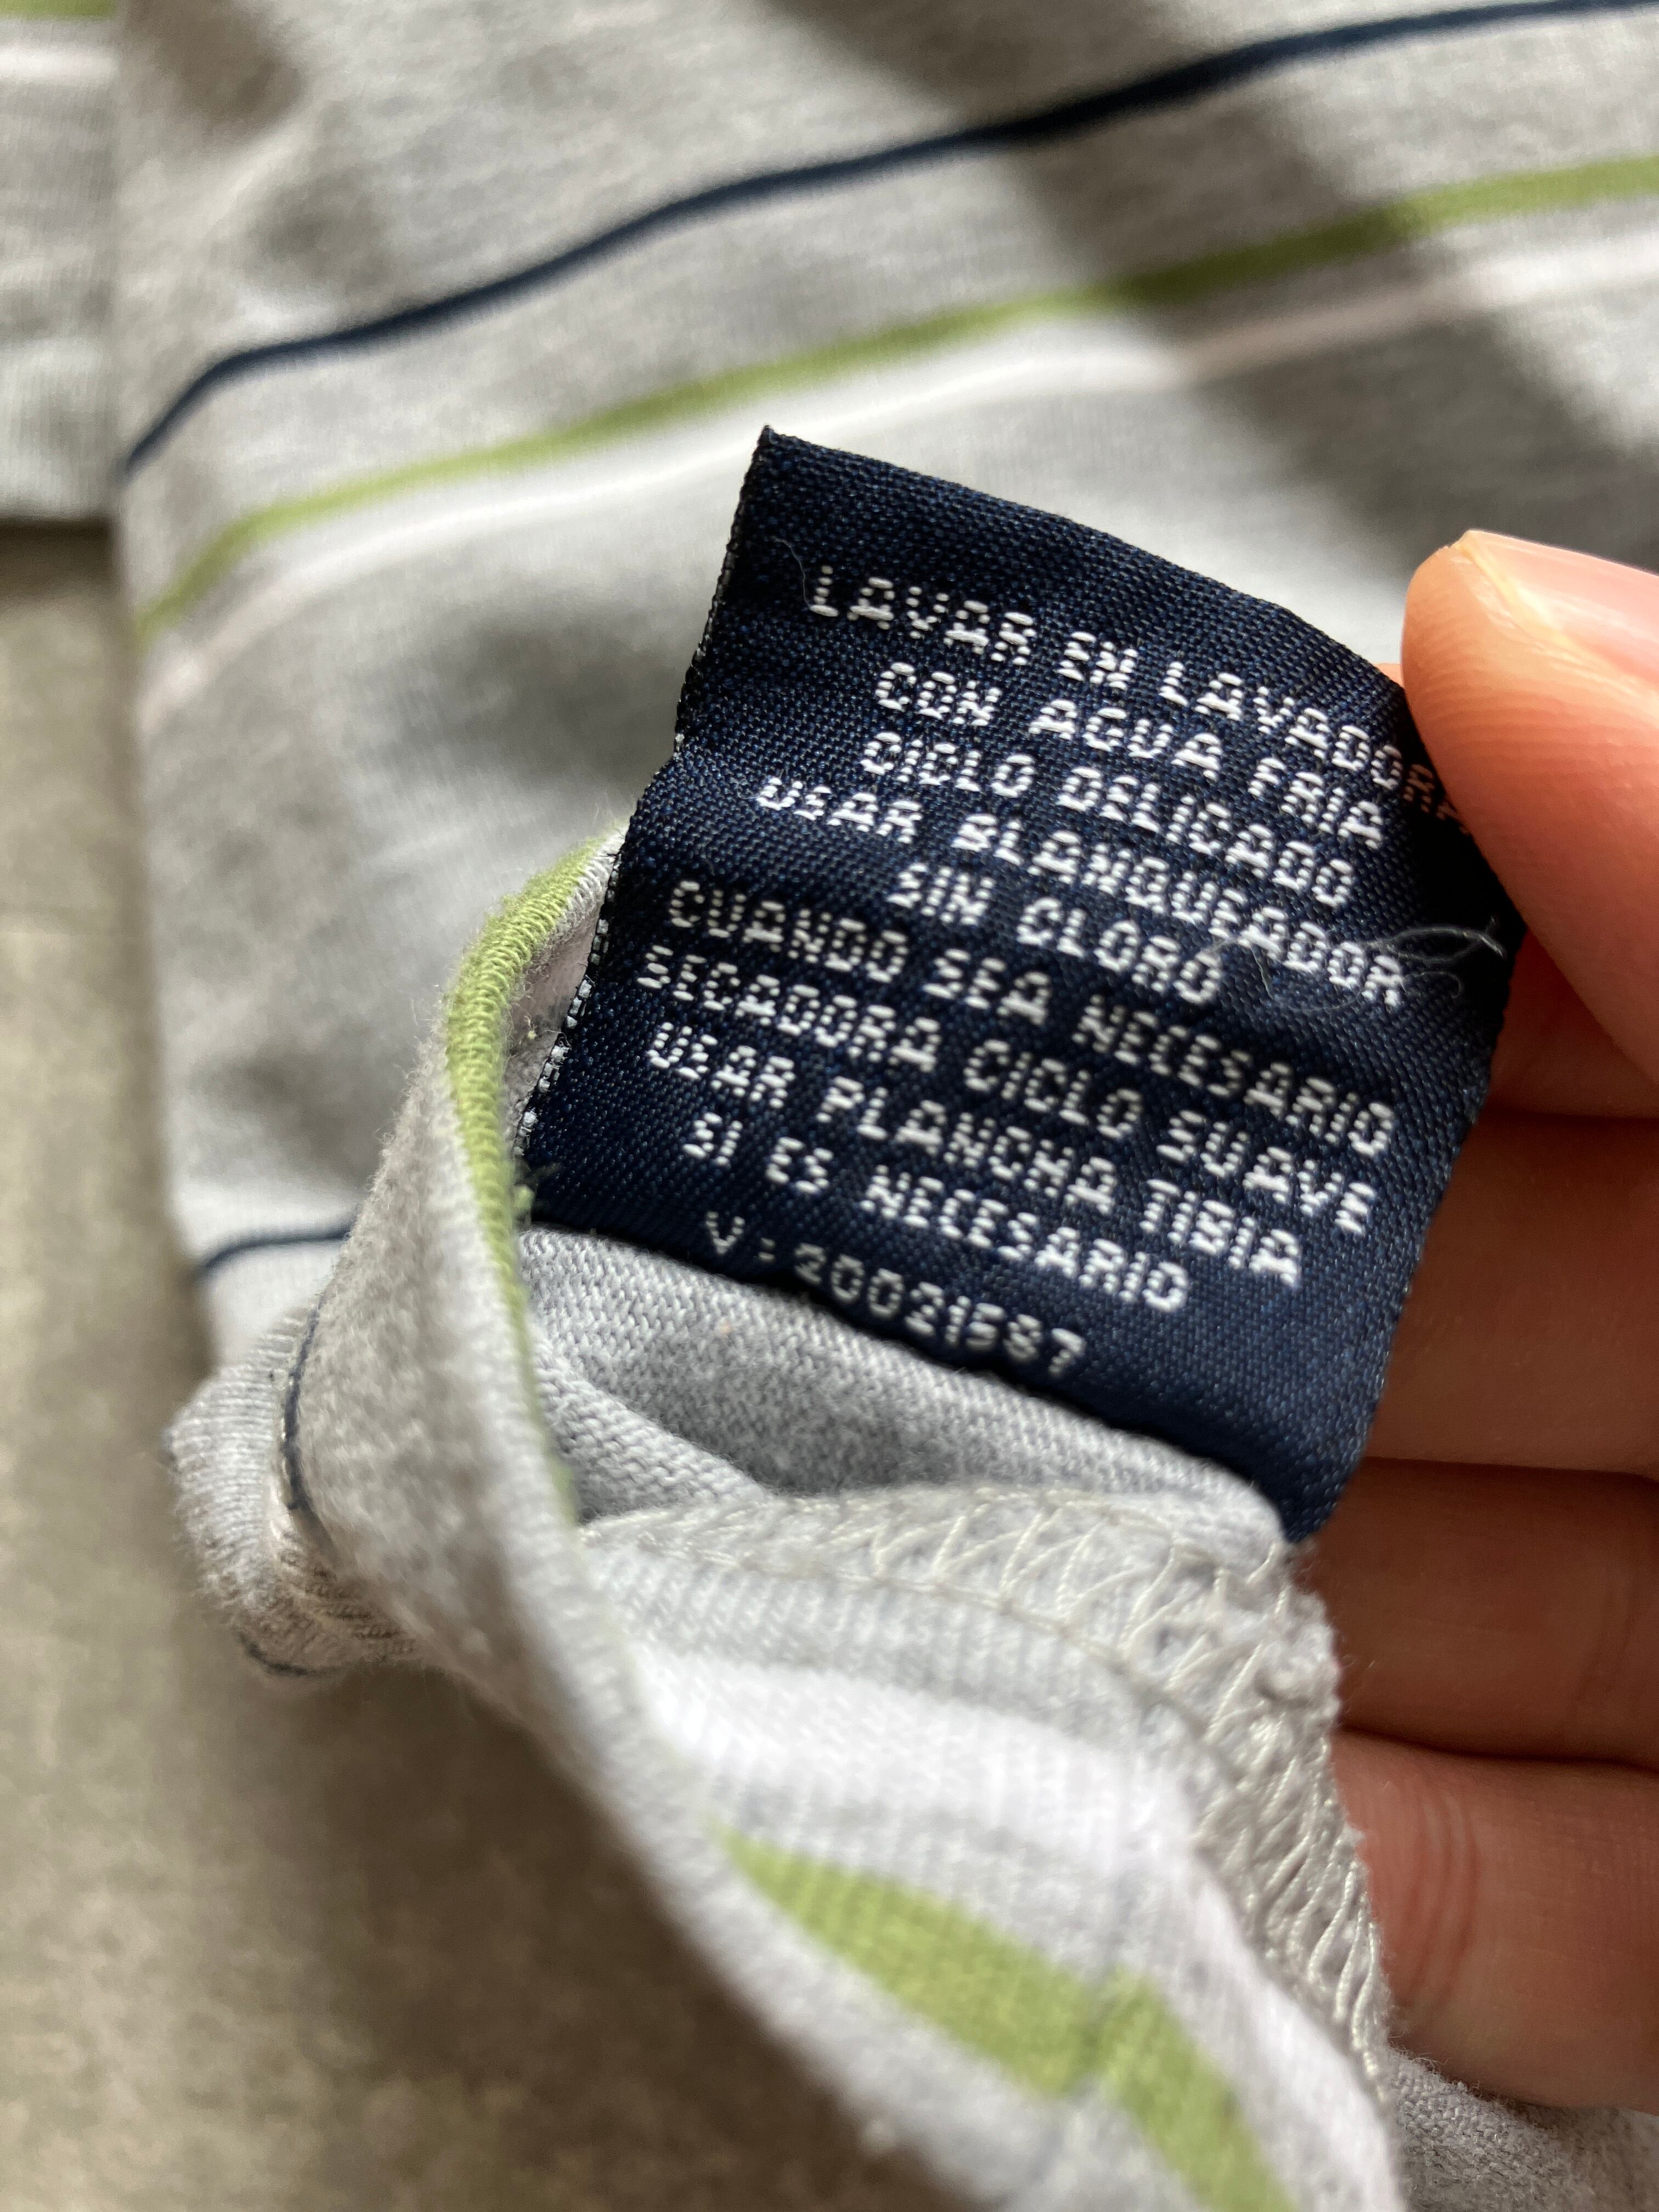 LAVAR EN LAVADORA
CON AGUA FRIA
CICLO DELICADO
USAR BLANQUEADOR
SIN CLORO
CUANDO SEA NECESARIO
SECADORA CICLO SUAVE
USAR PLANCHA TIBIA
SI ES NECESARIO
V:20021587